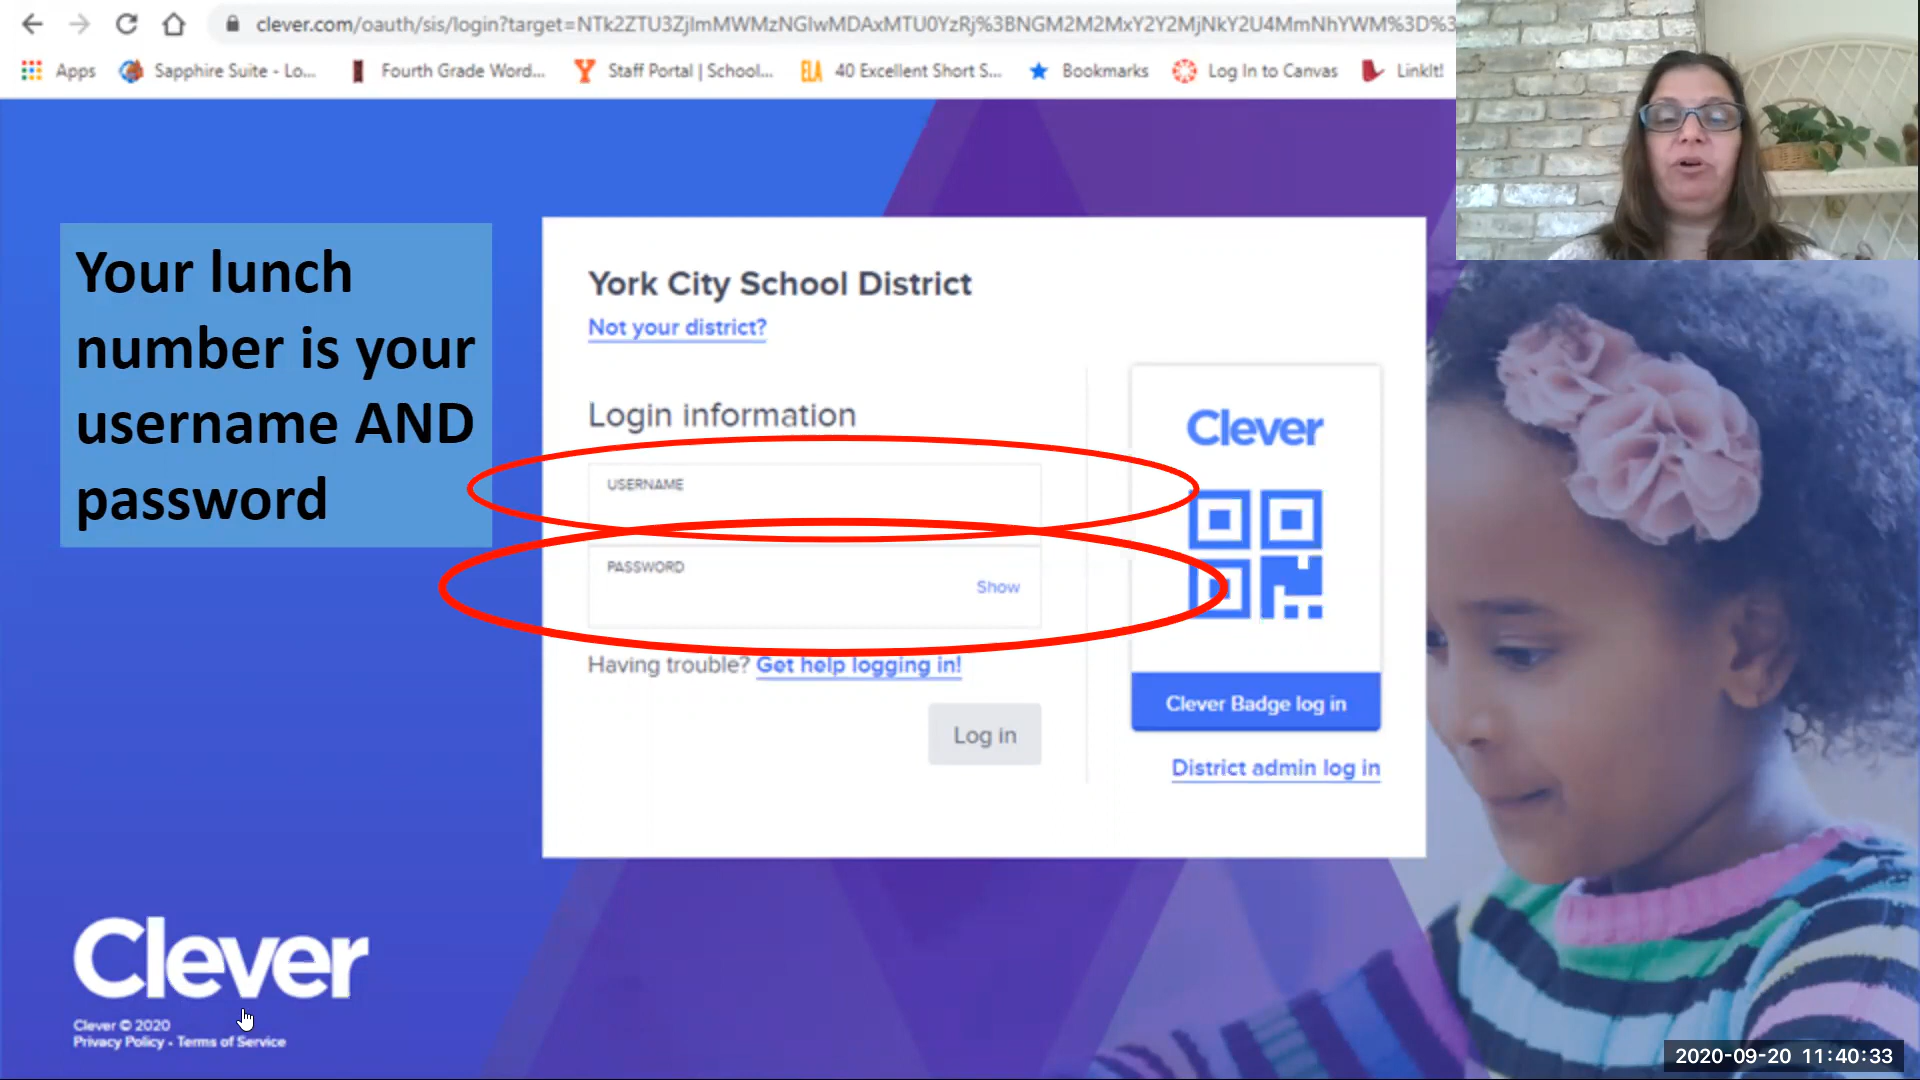 clever.com/oauth/sis/login?target=
Apps
Sapphire Suite - Lo...
Fourth Grade Word...
Staff Portal | School...
ELA
40 Excellent Short S...
Bookmarks
Log In to Canvas
LinkIt!
Your lunch
number is your
username AND
password
York City School District
Not your district?
Login information
USERNAME
PASSWORD
Show
Having trouble? Get help logging in!
Log in
Clever
Clever Badge log in
District admin log in
Clever
Clever © 2020
Privacy Policy - Terms of Service
2020-09-20 11:40:33